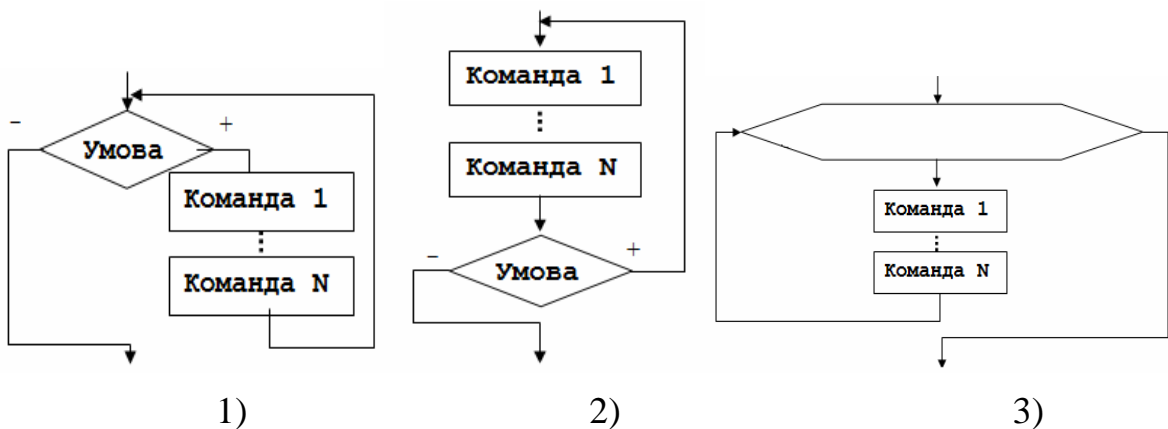 -
+
Умова
Команда 1
Команда N
1)
Команда 1
Команда N
-
+
Умова
2)
Команда 1
Команда N
3)